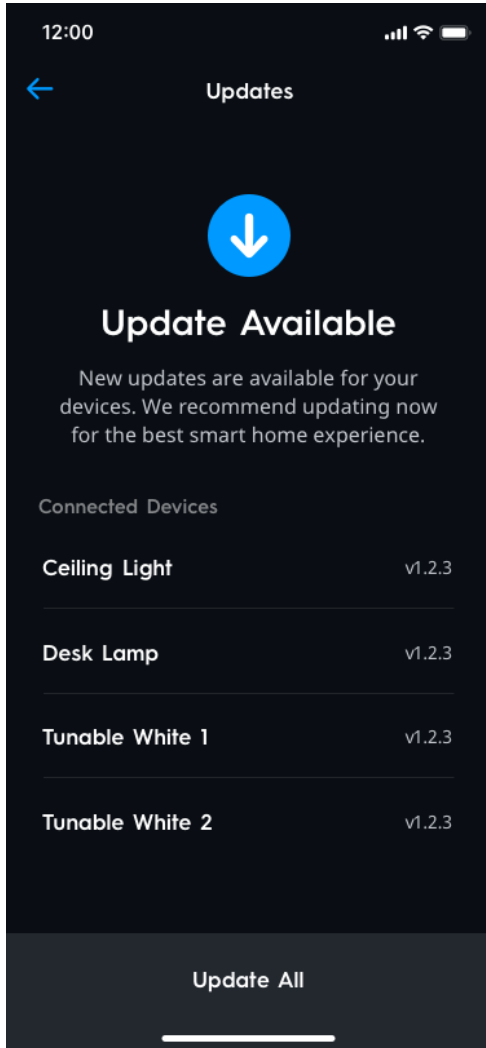 12:00
Updates
Update Available
New updates are available for your
devices. We recommend updating now
for the best smart home experience.
Connected Devices
Ceiling Light v1.2.3
Desk Lamp v1.2.3
Tunable White 1 v1.2.3
Tunable White 2 v1.2.3
Update All